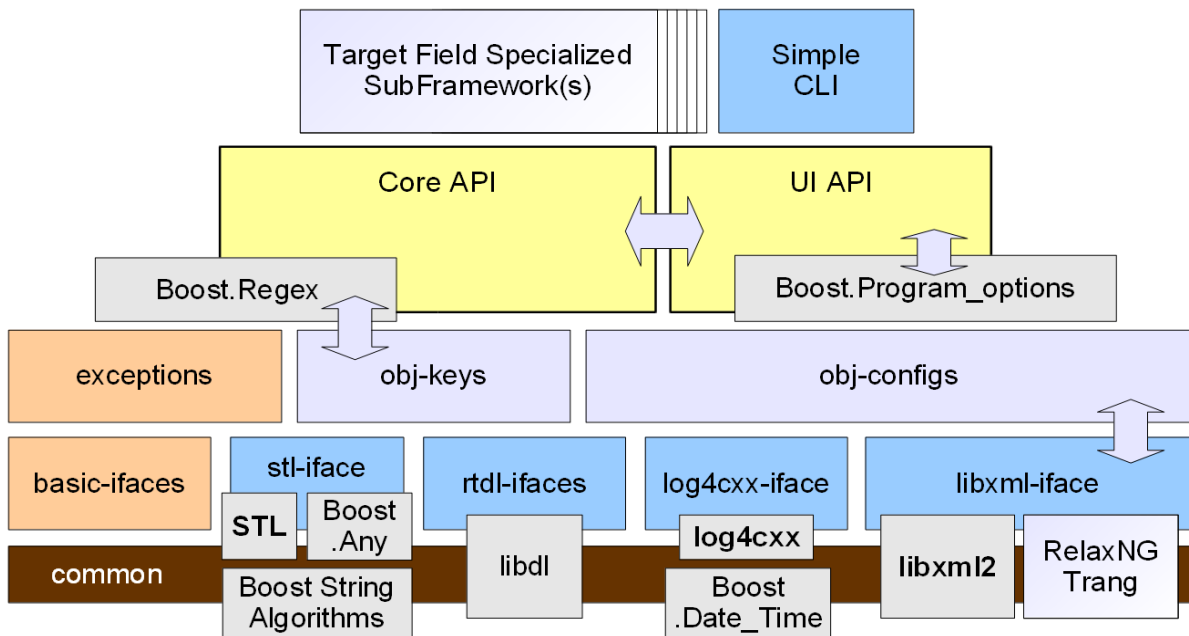 Target Field Specialized
SubFramework(s)
Simple
CLI
Core API
UI API
Boost.Regex
Boost.Program_options
exceptions
obj-keys
obj-configs
basic-ifaces
stl-iface
rtdl-ifaces
log4cxx-iface
libxml-iface
STL
Boost
.Any
common
libdl
log4cxx
libxml2
RelaxNG
Trang
Boost String
Algorithms
Boost
.Date_Time